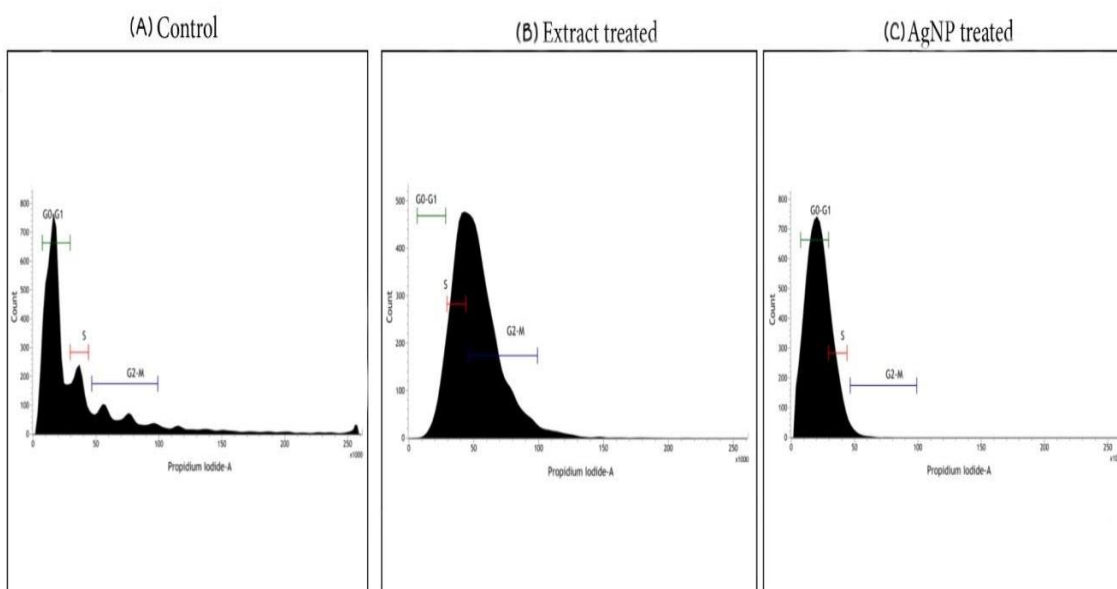 (A) Control
(B) Extract treated
(C) AgNP treated
800
700
600
500
400
300
200
100
0
Count
G0-G1
S
G2-M
0
50
100
150
200
250
x1000
Propidium Iodide-A
500
400
300
200
100
0
Count
G0-G1
S
G2-M
0
50
100
150
200
250
x1000
Propidium Iodide-A
800
700
600
500
400
300
200
100
0
Count
G0-G1
S
G2-M
0
50
100
150
200
250
Propidium Iodide-A